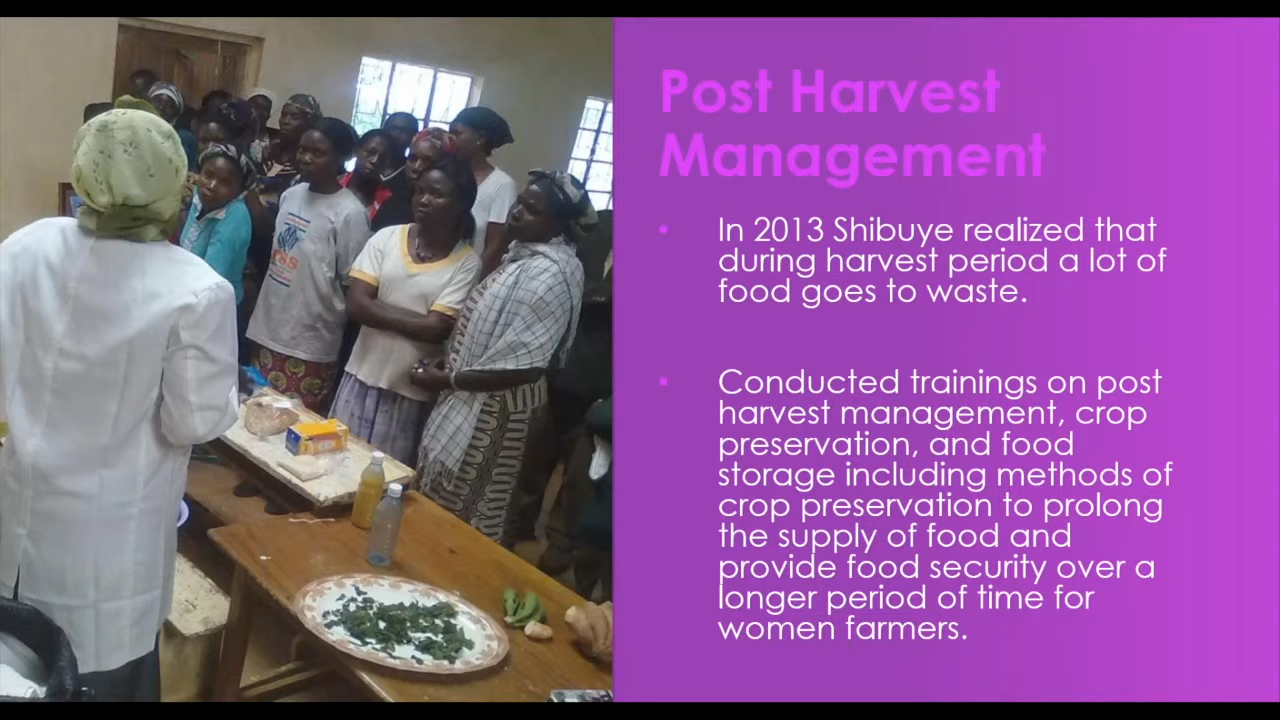 Post Harvest
Management
In 2013 Shibuye realized that
during harvest period a lot of
food goes to waste.
Conducted trainings on post
harvest management, crop
preservation, and food
storage including methods of
crop preservation to prolong
the supply of food and
provide food security over a
longer period of time for
women farmers.